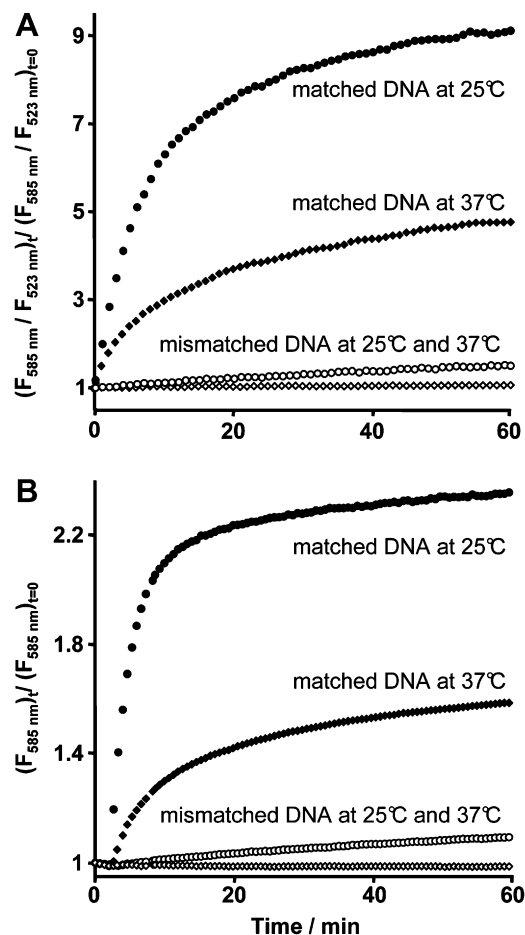 A
9
7
5
3
1
(F585 nm / F523 nm)t/ (F585 nm / F523 nm)t=0
matched DNA at 25°C
matched DNA at 37°C
mismatched DNA at 25°C and 37°C
0 20 40 60
B
2.2
1.8
1.4
1
(F585 nm)t/ (F585 nm)t=0
matched DNA at 25°C
matched DNA at 37°C
mismatched DNA at 25°C and 37°C
0 20 40 60
Time / min